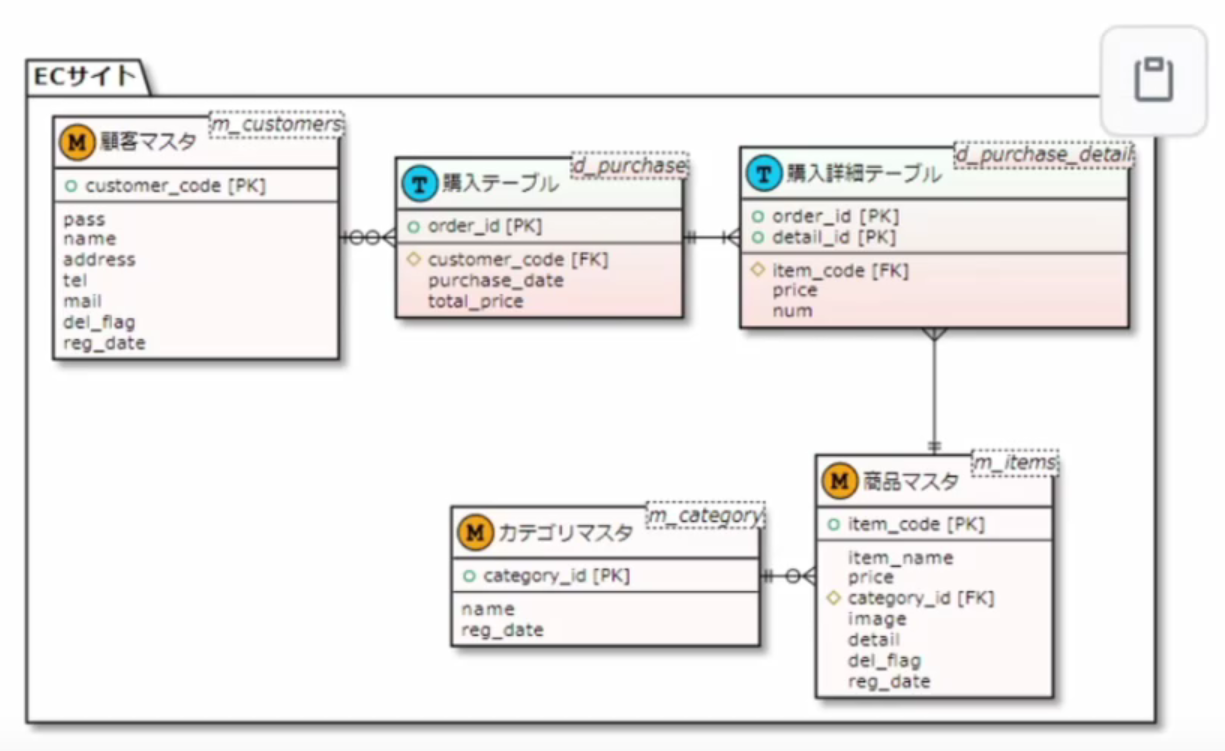 ECサイト
M 顧客マスタ m_customers
customer_code [PK]
pass
name
address
tel
mail
del_flag
reg_date
T 購入テーブル d_purchase
order_id [PK]
customer_code [FK]
purchase_date
total_price
T 購入詳細テーブル d_purchase_detail
order_id [PK]
detail_id [PK]
item_code [FK]
price
num
M カテゴリマスタ m_category
category_id [PK]
name
reg_date
M 商品マスタ m_items
item_code [PK]
item_name
price
category_id [FK]
image
detail
del_flag
reg_date